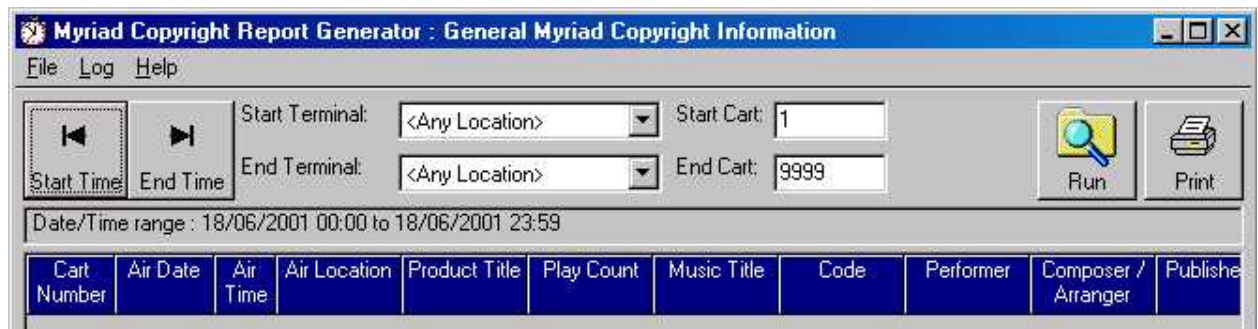 Myriad Copyright Report Generator : General Myriad Copyright Information
File Log Help
Start Time
End Time
Start Terminal: <Any Location>
End Terminal: <Any Location>
Start Cart: 1
End Cart: 9999
Run
Print
Date/Time range : 18/06/2001 00:00 to 18/06/2001 23:59
Cart Number
Air Date
Air Time
Air Location
Product Title
Play Count
Music Title
Code
Performer
Composer / Arranger
Publishe